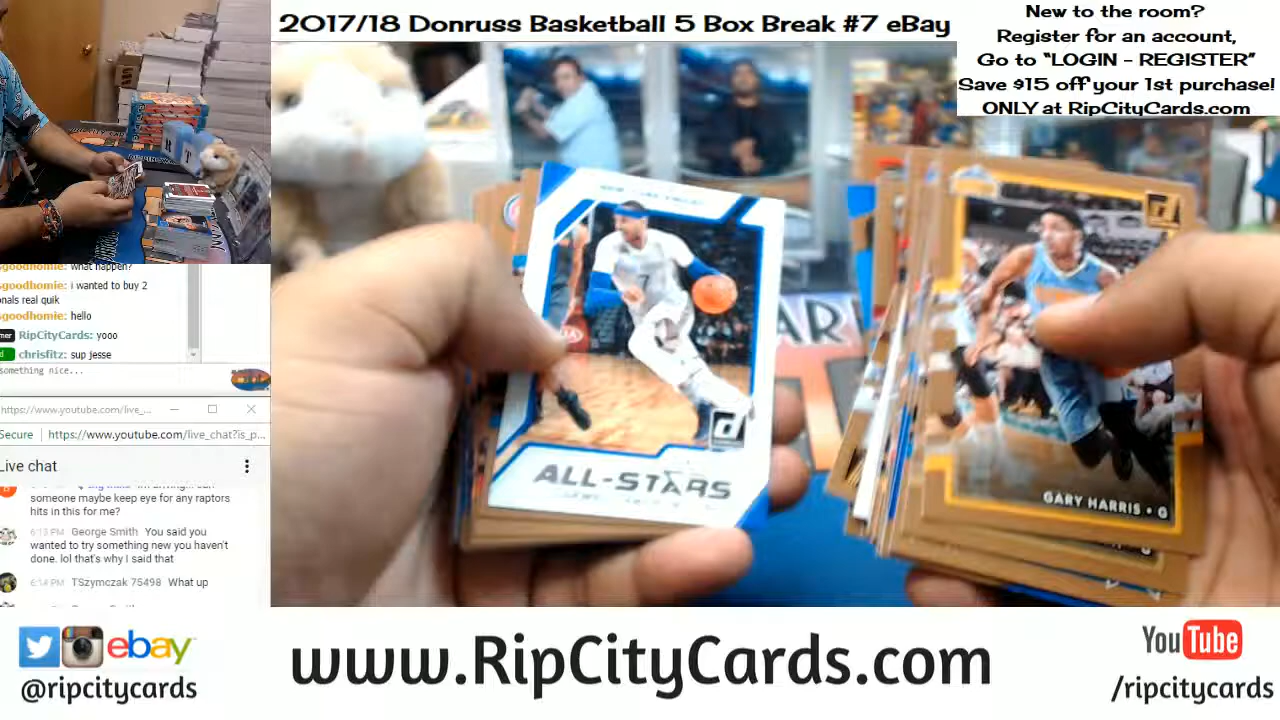 2017/18 Donruss Basketball 5 Box Break #7 eBay
New to the room?
Register for an account,
Go to "LOGIN - REGISTER"
Save $15 off your 1st purchase!
ONLY at RipCityCards.com
goodhomie: what happen?
goodhomie: i wanted to buy 2
onals real quik
goodhomie: hello
RipCityCards: yooo
chrisfitz: sup jesse
something nice...
https://www.youtube.com/live_...
Secure https://www.youtube.com/live_chat?is_p...
Live chat
someone maybe keep eye for any raptors
hits in this for me?
George Smith You said you
wanted to try something new you haven't
done. lol that's why I said that
6:14 PM TSzymczak 75498 What up
7
KIA
d
ALL-STARS
GARY HARRIS • G
AR
R T
ebay
@ripcitycards
www.RipCityCards.com
YouTube
/ripcitycards